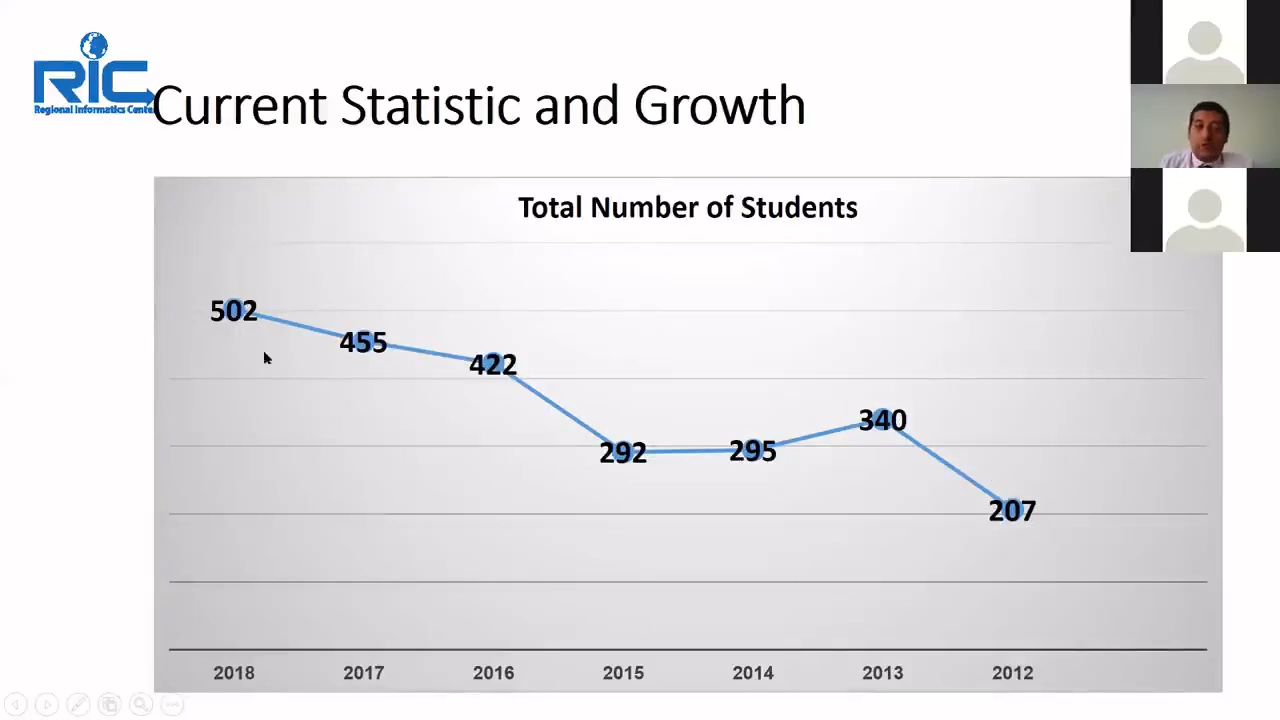 RiC
Regional Informatics Center
Current Statistic and Growth
Total Number of Students
502
455
422
292
295
340
207
2018 2017 2016 2015 2014 2013 2012